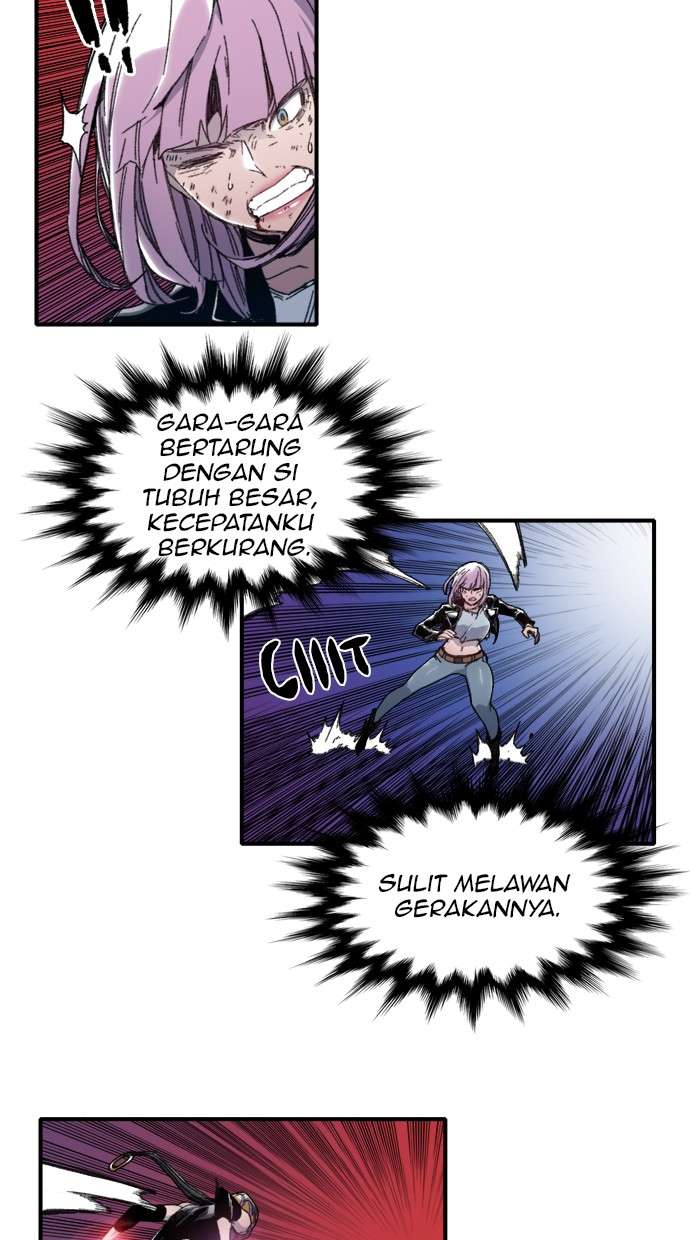 !!
GARA-GARA
BERTARUNG
DENGAN SI
TUBUH BESAR,
KECEPATANKU
BERKURANG.
CIIIT
SULIT MELAWAN
GERAKANNYA.